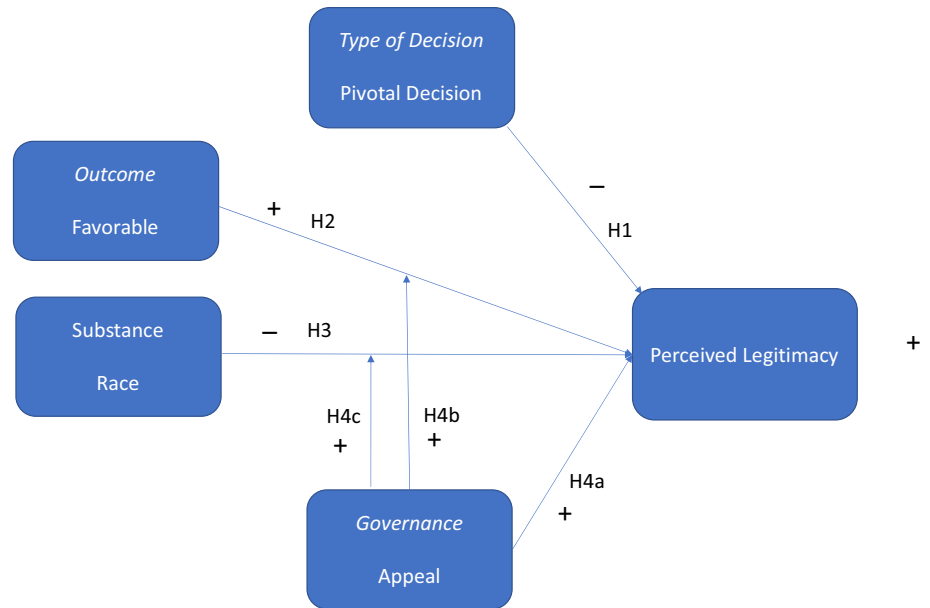 Type of Decision
Pivotal Decision
Outcome
Favorable
+
H2
−
H1
Substance
Race
−
H3
Perceived Legitimacy
+
H4c
+
H4b
+
H4a
+
Governance
Appeal